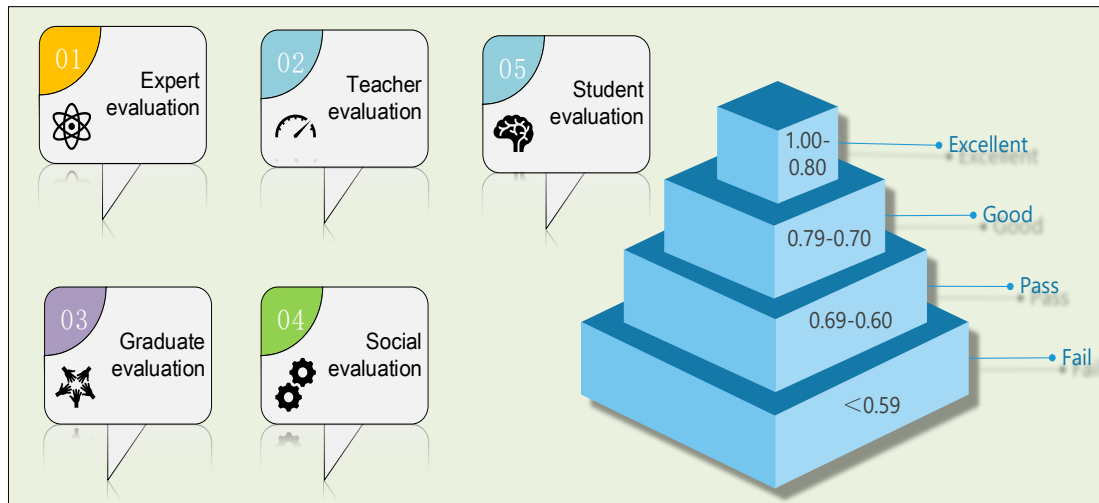 01
Expert
evaluation
02
Teacher
evaluation
05
Student
evaluation
03
Graduate
evaluation
04
Social
evaluation
1.00-
0.80
Excellent
0.79-0.70
Good
0.69-0.60
Pass
<0.59
Fail